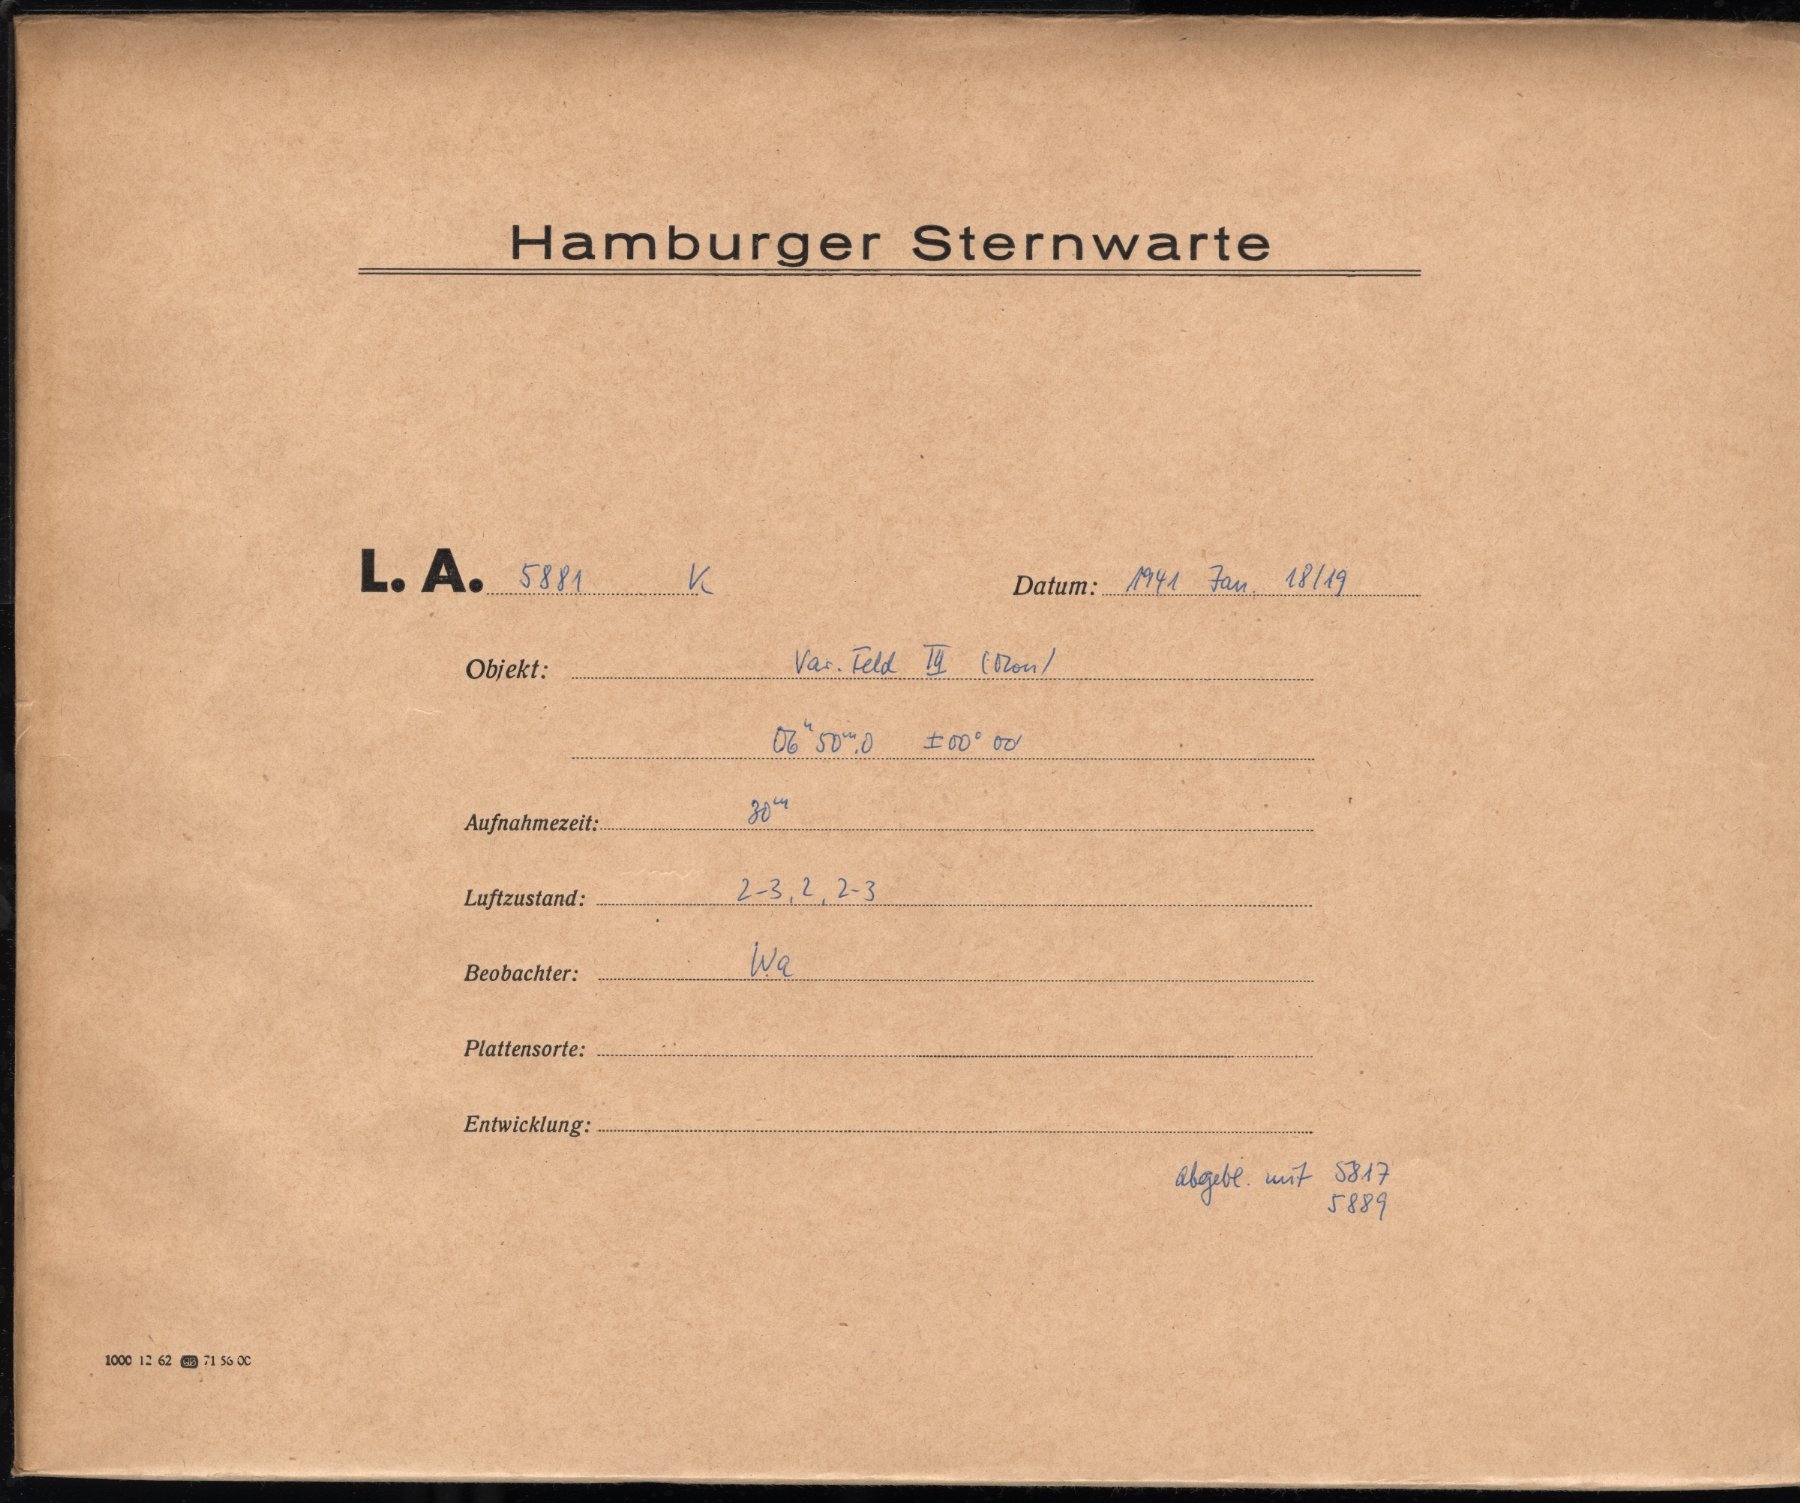 Hamburger Sternwarte
L. A. 5881 K Datum: 1941 Jan. 18/19
Objekt: Var. Feld (Mon)
06ʰ 50ᵐ.0 ±00° 00'
Aufnahmezeit: 30ᵐ
Luftzustand: 2-3, 2, 2-3
Beobachter: Wa
Plattensorte:
Entwicklung:
abgebl. mit 5817
5889
1000 12 62 71 56 00